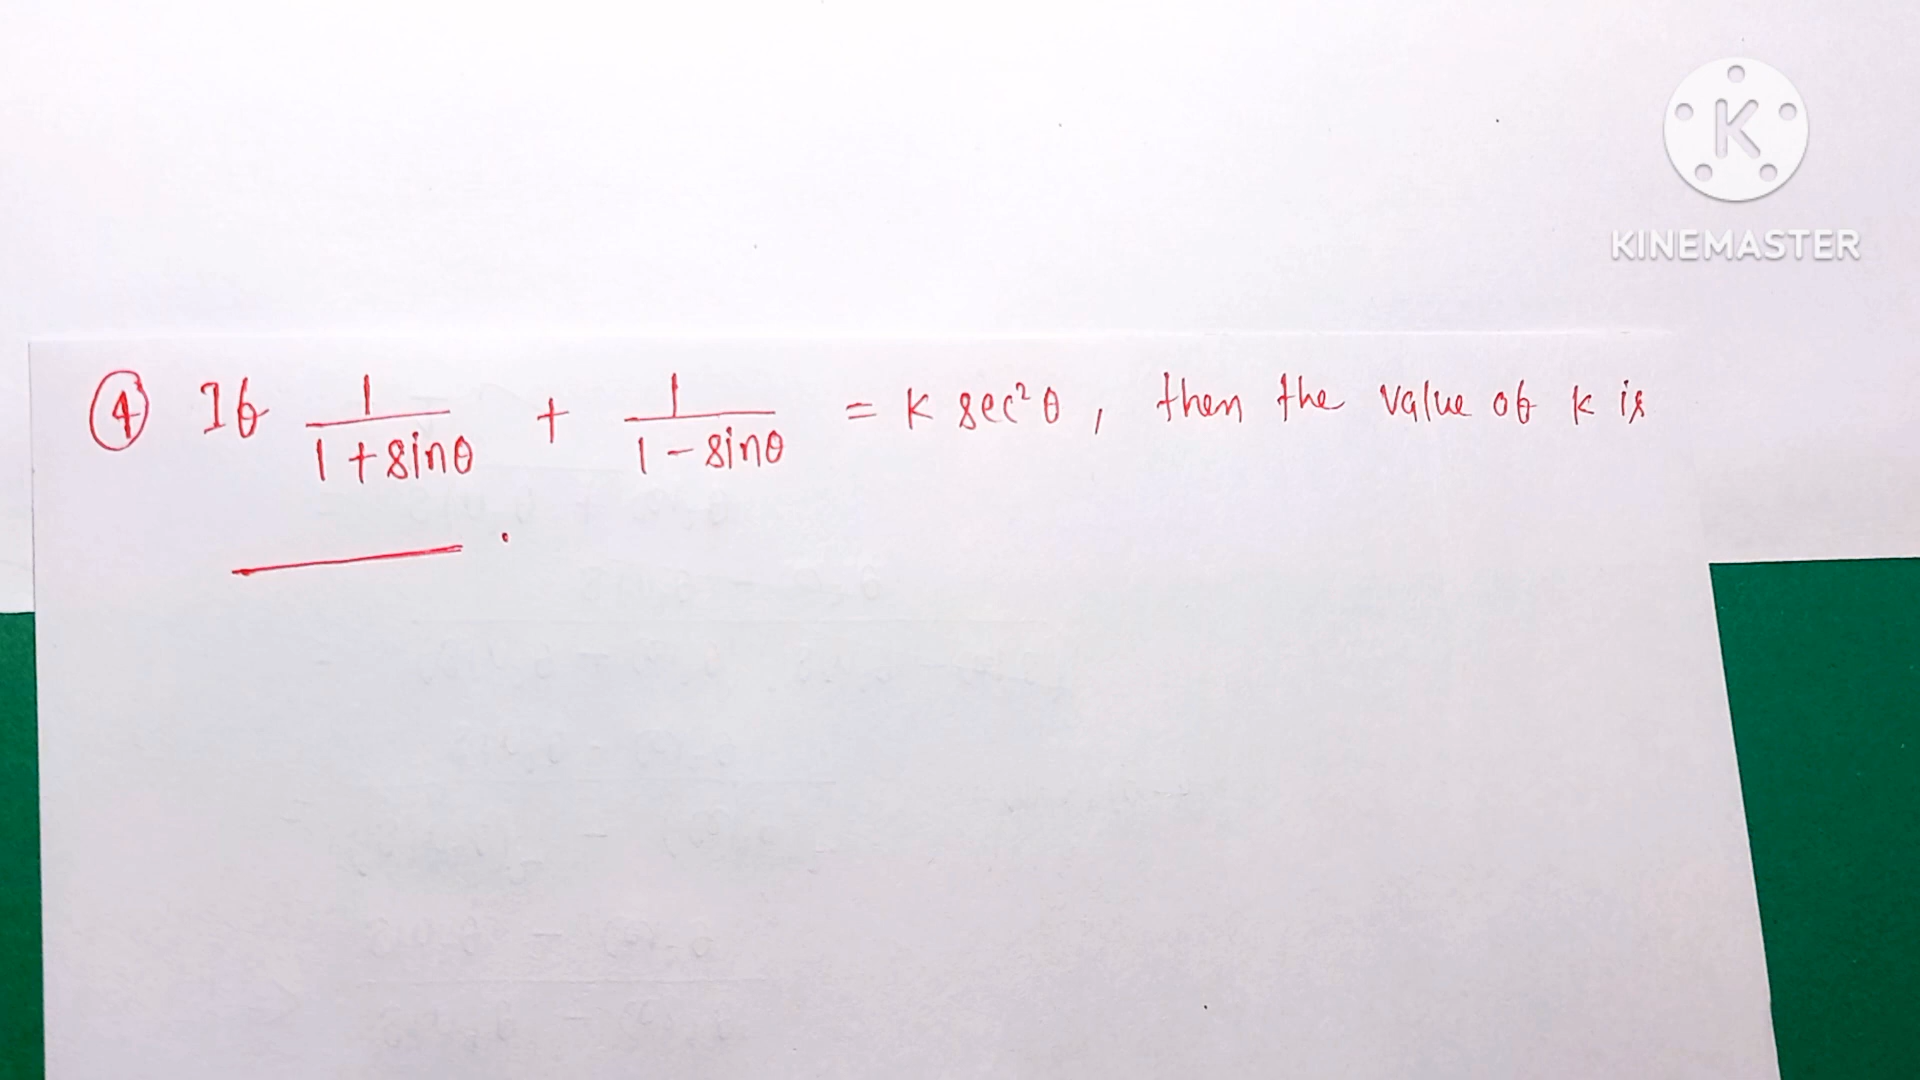 KINEMASTER
④ If 1/(1+sinθ) + 1/(1-sinθ) = k sec²θ, then the value of k is
______ .